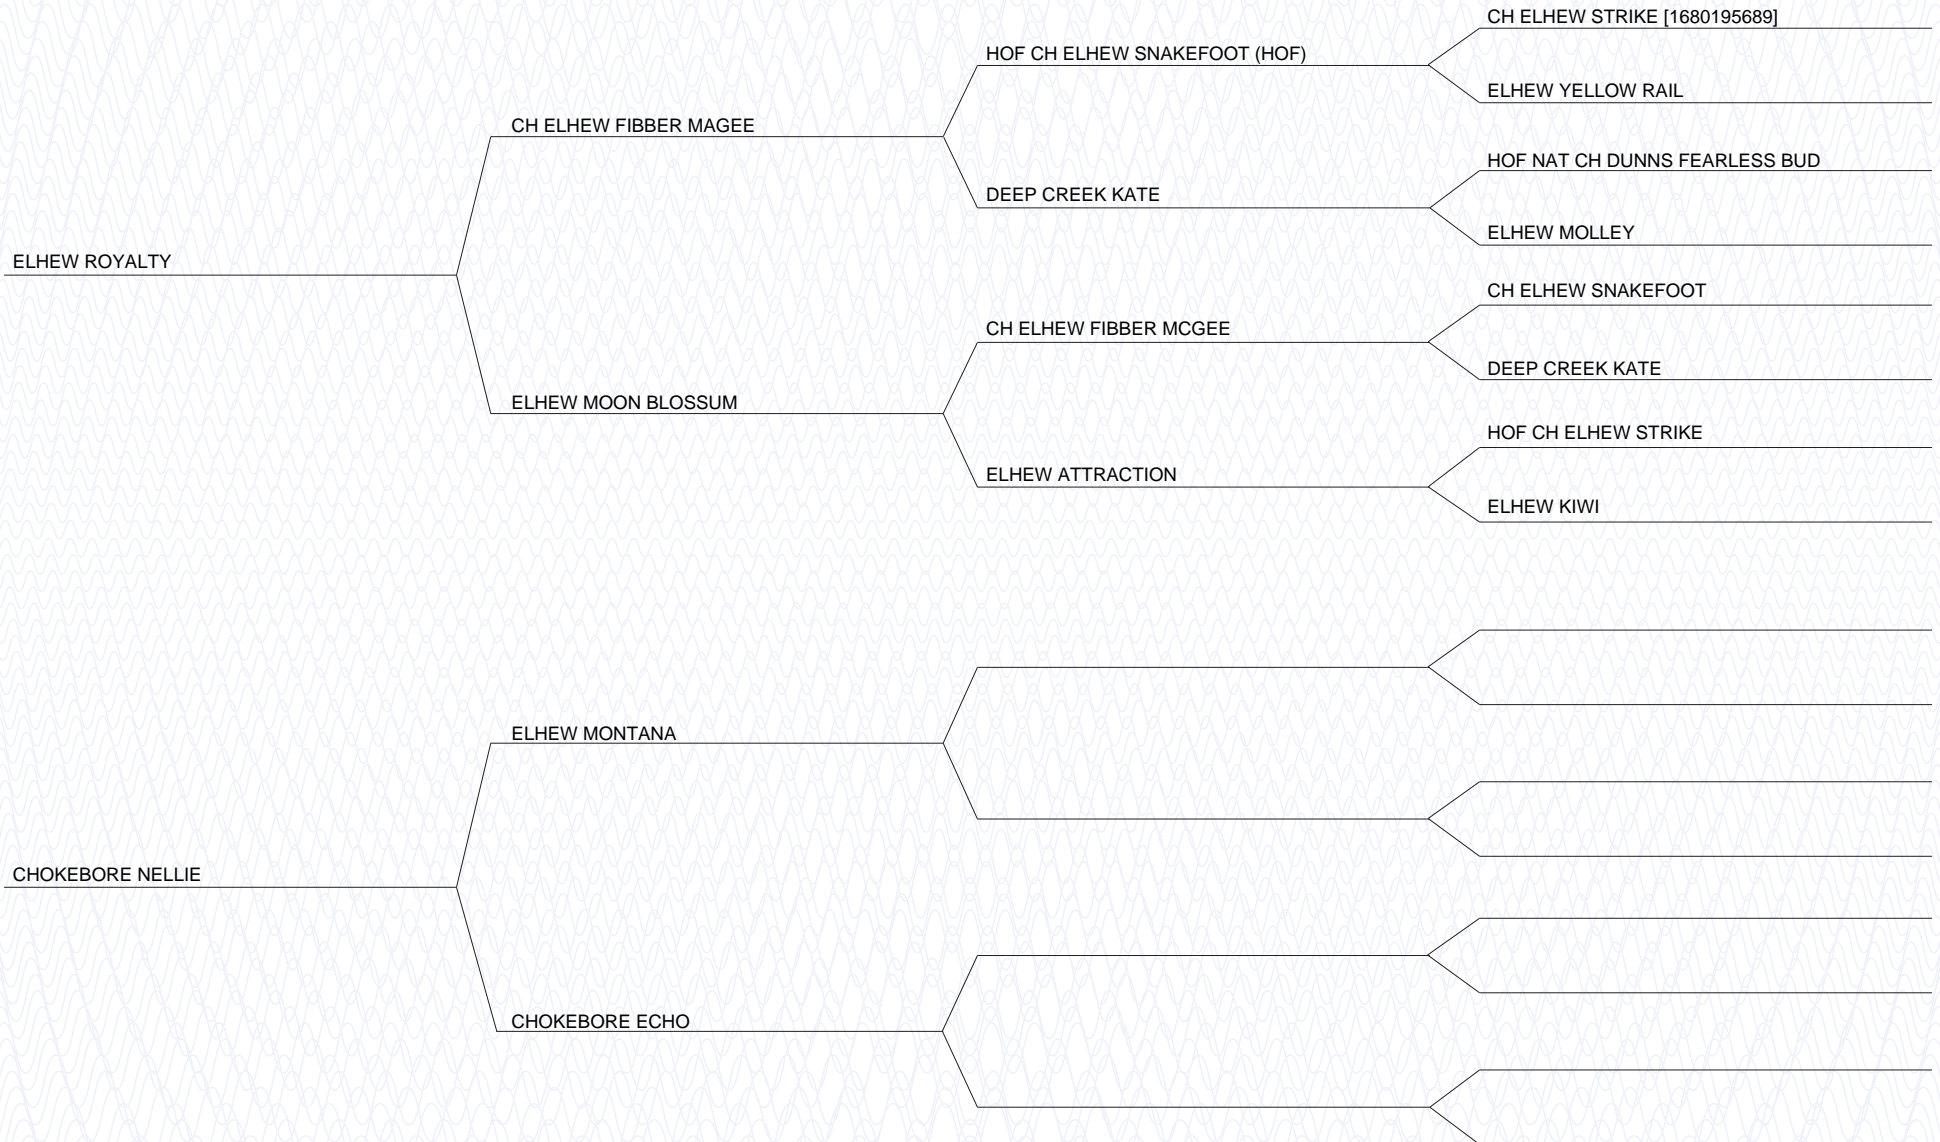 CH ELHEW STRIKE [1680195689]
HOF CH ELHEW SNAKEFOOT (HOF)
ELHEW YELLOW RAIL
CH ELHEW FIBBER MAGEE
HOF NAT CH DUNNS FEARLESS BUD
DEEP CREEK KATE
ELHEW MOLLEY
ELHEW ROYALTY
CH ELHEW SNAKEFOOT
CH ELHEW FIBBER MCGEE
DEEP CREEK KATE
ELHEW MOON BLOSSUM
HOF CH ELHEW STRIKE
ELHEW ATTRACTION
ELHEW KIWI
ELHEW MONTANA
CHOKEBORE NELLIE
CHOKEBORE ECHO